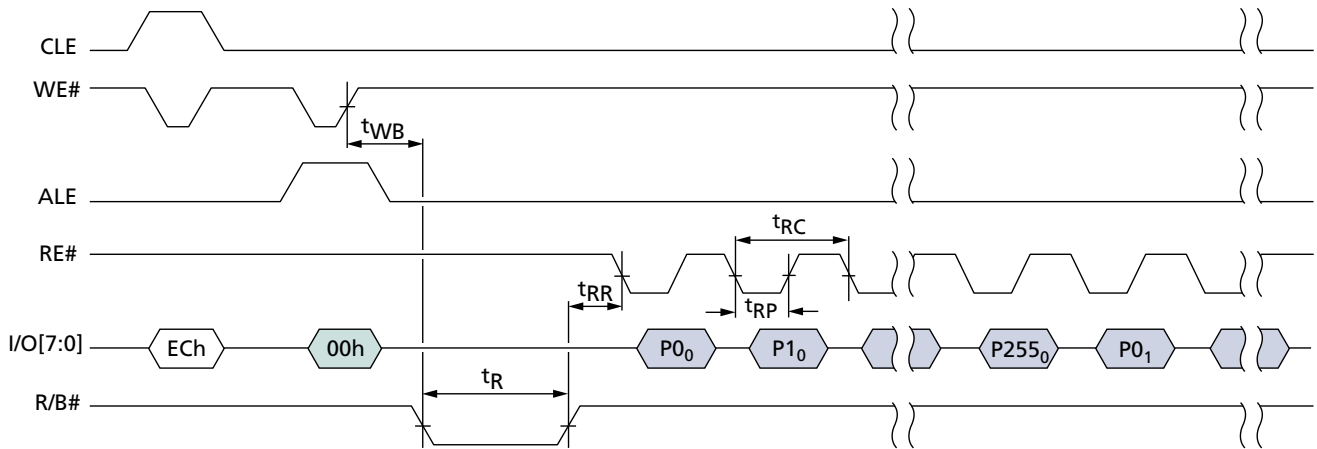 CLE
WE#
tWB
ALE
tRC
RE#
tRR
tRP
I/O[7:0] ECh 00h P0₀ P1₀ P255₀ P0₁
tR
R/B#